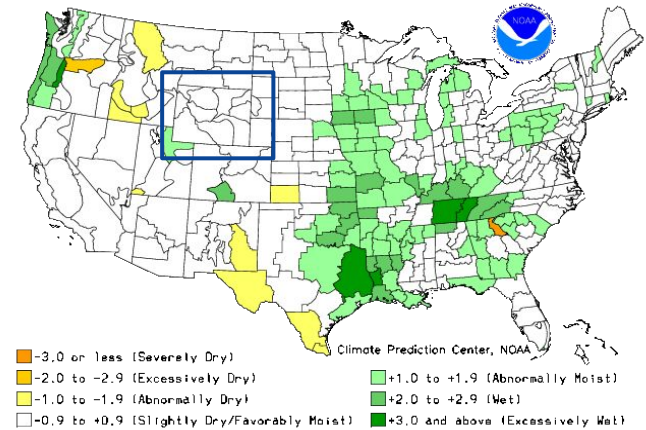 NOAA
Climate Prediction Center, NOAA
-3.0 or less (Severely Dry)
-2.0 to -2.9 (Excessively Dry)
-1.0 to -1.9 (Abnormally Dry)
-0.9 to +0.9 (Slightly Dry/Favorably Moist)
+1.0 to +1.9 (Abnormally Moist)
+2.0 to +2.9 (Wet)
+3.0 and above (Excessively Wet)